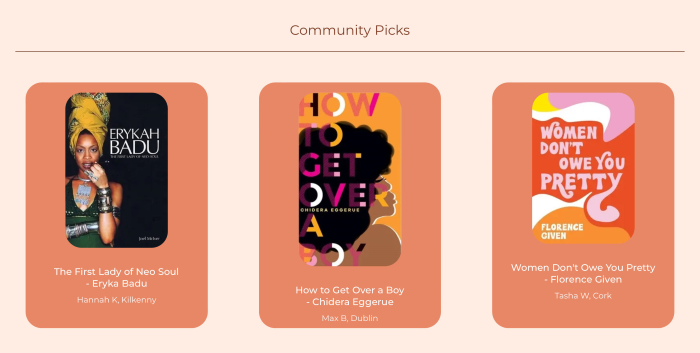 Community Picks
ERYKAH
BADU
THE FIRST LADY OF NEO SOUL
Joel McIver
The First Lady of Neo Soul
- Eryka Badu
Hannah K, Kilkenny
HOW
TO
GET
OVER
CHIDERA EGGERUE
A
BOY
How to Get Over a Boy
- Chidera Eggerue
Max B, Dublin
WOMEN
DON'T
OWE YOU
PRETTY
FLORENCE
GIVEN
Women Don't Owe You Pretty
- Florence Given
Tasha W, Cork